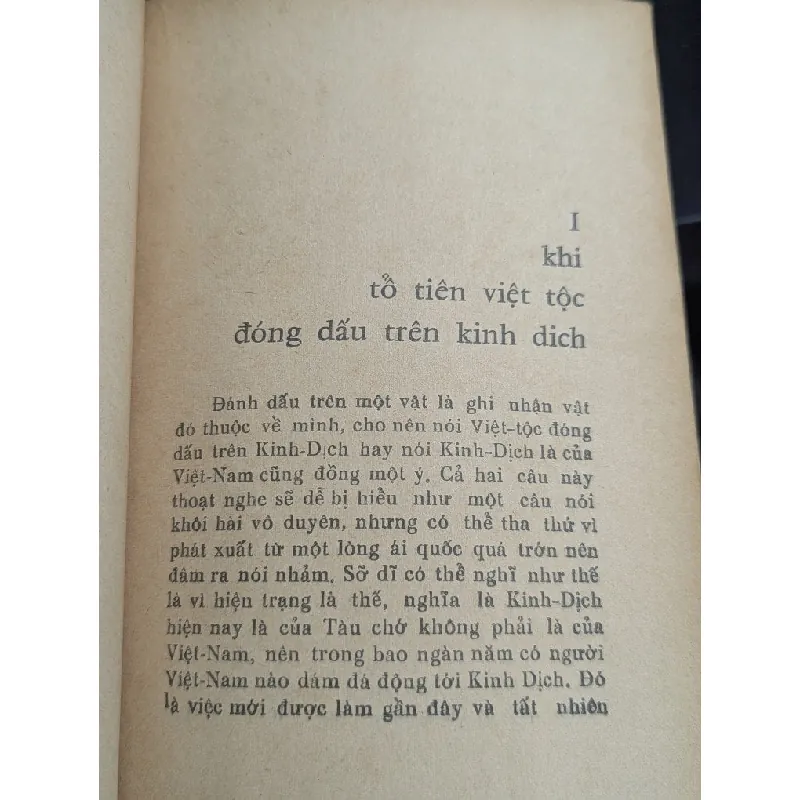 I
khi
tổ tiên việt tộc
đóng dấu trên kinh dich
Đánh dấu trên một vật là ghi nhận vật
đó thuộc về mình, cho nên nói Việt-tộc đóng
dấu trên Kinh-Dịch hay nói Kinh-Dịch là của
Việt-Nam cũng đồng một ý. Cả hai câu này
thoạt nghe sẽ dễ bị hiểu như một câu nói
khôi hài vô duyên, nhưng có thể tha thứ vì
phát xuất từ một lòng ái quốc quá trớn nên
đâm ra nói nhảm. Sỡ dĩ có thể nghĩ như thế
là vì hiện trạng là thế, nghĩa là Kinh-Dịch
hiện nay là của Tàu chớ không phải là của
Việt-Nam, nên trong bao ngàn năm có người
Việt-Nam nào dám đá động tới Kinh Dịch. Đó
là việc mới được làm gần đây và tất nhiên